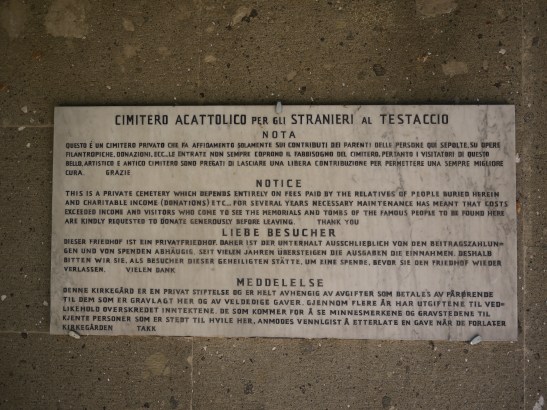 CIMITERO ACATTOLICO PER GLI STRANIERI AL TESTACCIO
NOTA
QUESTO È UN CIMITERO PRIVATO CHE FA AFFIDAMENTO SOLAMENTE SUI CONTRIBUTI DEI PARENTI DELLE PERSONE QUI SEPOLTE, SU OPERE
FILANTROPICHE, DONAZIONI, ECC., LE ENTRATE NON SEMPRE COPRONO IL FABBISOGNO DEL CIMITERO, PERTANTO I VISITATORI DI QUESTO
BELLO, ARTISTICO E ANTICO CIMITERO SONO PREGATI DI LASCIARE UNA LIBERA CONTRIBUZIONE PER PERMETTERE UNA SEMPRE MIGLIORE
CURA. GRAZIE
NOTICE
THIS IS A PRIVATE CEMETERY WHICH DEPENDS ENTIRELY ON FEES PAID BY THE RELATIVES OF PEOPLE BURIED HEREIN
AND CHARITABLE INCOME (DONATIONS) ETC., FOR SEVERAL YEARS NECESSARY MAINTENANCE HAS MEANT THAT COSTS
EXCEEDED INCOME AND VISITORS WHO COME TO SEE THE MEMORIALS AND TOMBS OF THE FAMOUS PEOPLE TO BE FOUND HERE
ARE KINDLY REQUESTED TO DONATE GENEROUSLY BEFORE LEAVING. THANK YOU
LIEBE BESUCHER
DIESER FRIEDHOF IST EIN PRIVATFRIEDHOF. DAHER IST DER UNTERHALT AUSSCHLIEßLICH VON DEN BEITRAGSZAHLUN-
GEN UND VON SPENDEN ABHÄUGIG. SEIT VIELEN JAHREN ÜBERSTEIGEN DIE AUSGABEN DIE EINNAHMEN. DESHALB
BITTEN WIR SIE, ALS BESUCHER DIESER GEHEILIGTEN STÄTTE, UM EINE SPENDE, BEVOR SIE DEN FRIEDHOF WIEDER
VERLASSEN. VIELEN DANK
MEDDELELSE
DENNE KIRKEGÅRD ER EN PRIVAT STIFTELSE OG ER HELT AVHENGIG AV AVGIFTER SOM BETALES AV PÅRØRENDE
TIL DEM SOM ER GRAVLAGT HER OG AV VELDEDIGE GAVER. GJENNOM FLERE ÅR HAR UTGIFTENE TIL VED-
LIKEHOLD OVERSKREDET INNTEKTENE. DE SOM KOMMER FOR Å SE MINNESMERKENE OG GRAVSTEDENE TIL
KJENTE PERSONER SOM ER STEDT TIL HVILE HER, ANMODES VENNLGIST Å ETTERLATE EN GAVE NÅR DE FORLAZER
KIRKEGÅRDEN TAKK